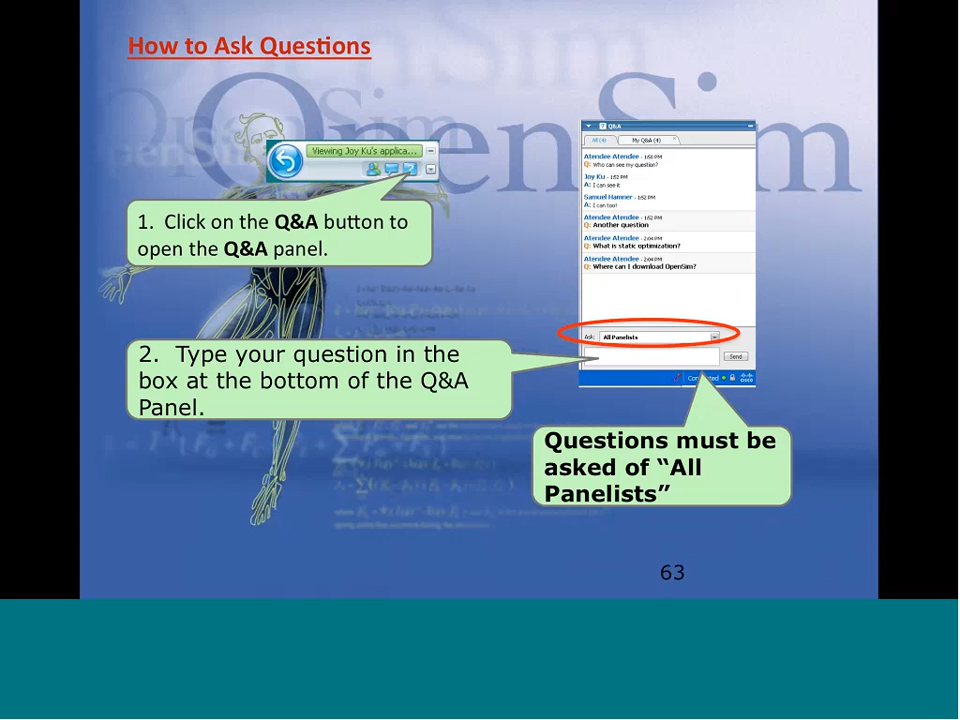 How to Ask Questions
OpenSim
Viewing Joy Ku's applica...
1. Click on the Q&A button to
open the Q&A panel.
Q&A
All (4) My Q&A (4)
Atendee Atendee - 1:50 PM
Q: Who can see my question?
Joy Ku - 1:52 PM
A: I can see it
Samuel Hamner - 1:52 PM
A: I can too!
Atendee Atendee - 1:52 PM
Q: Another question
Atendee Atendee - 2:04 PM
Q: What is static optimization?
Atendee Atendee - 2:04 PM
Q: Where can I download OpenSim?
Ask: All Panelists
Send
2. Type your question in the
box at the bottom of the Q&A
Panel.
Questions must be
asked of “All
Panelists”
63